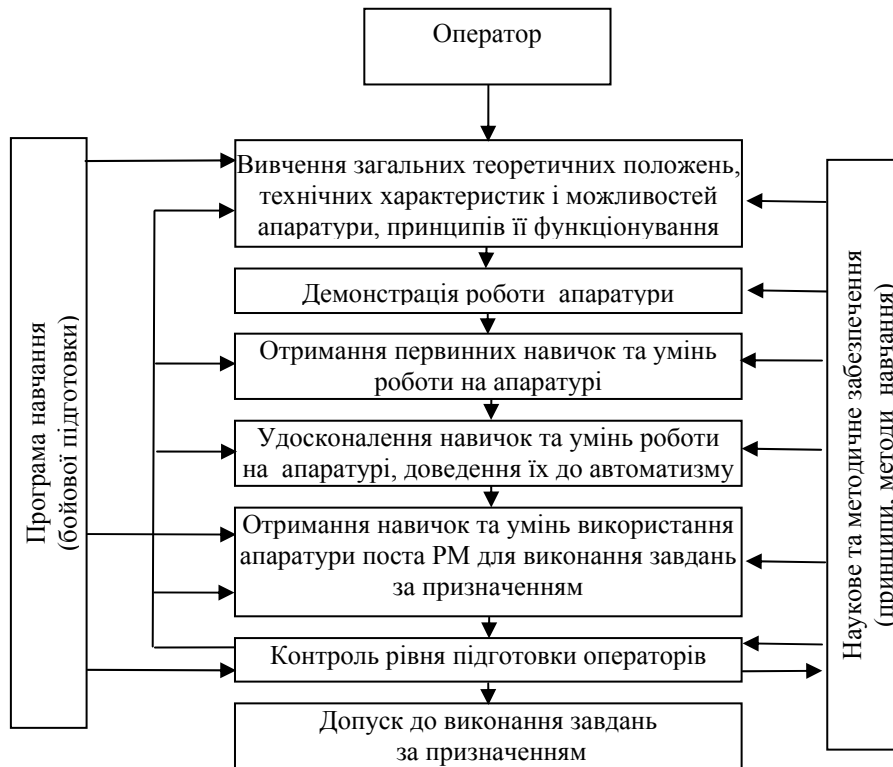 Оператор
Програма навчання
(бойової підготовки)
Вивчення загальних теоретичних положень,
технічних характеристик і можливостей
апаратури, принципів її функціонування
Демонстрація роботи апаратури
Отримання первинних навичок та умінь
роботи на апаратурі
Удосконалення навичок та умінь роботи
на апаратурі, доведення їх до автоматизму
Отримання навичок та умінь використання
апаратури поста РМ для виконання завдань
за призначенням
Контроль рівня підготовки операторів
Допуск до виконання завдань
за призначенням
Наукове та методичне забезпечення
(принципи, методи навчання)